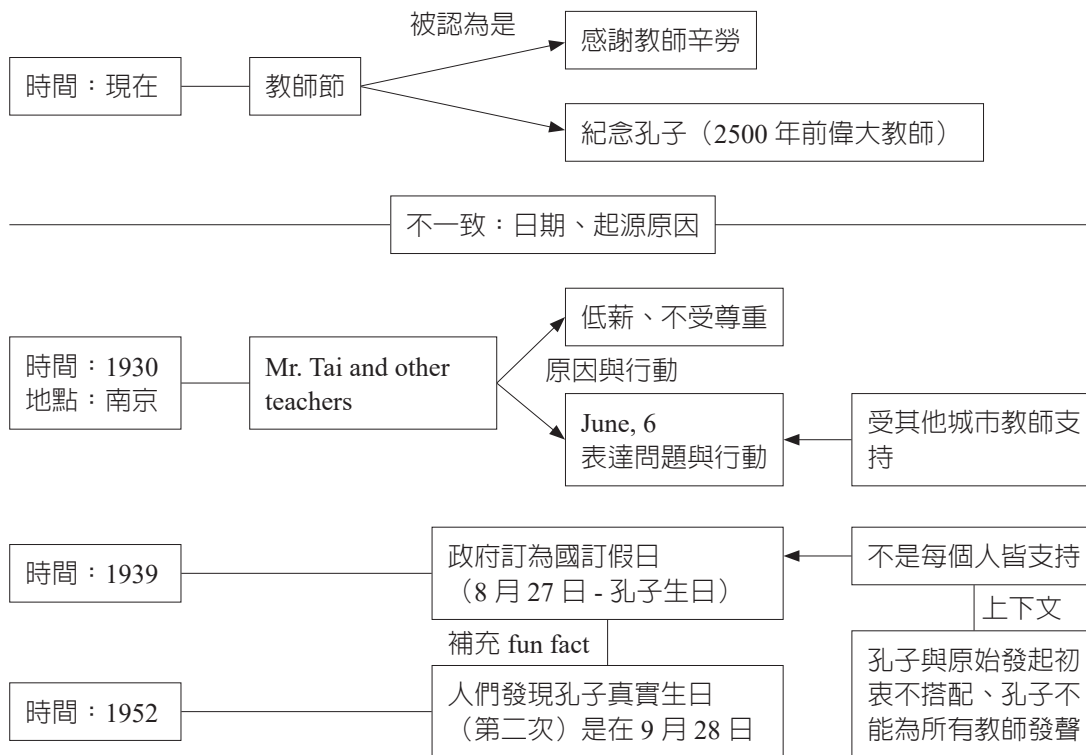 被認為是
感謝教師辛勞
時間：現在
教師節
紀念孔子（2500 年前偉大教師）
不一致：日期、起源原因
低薪、不受尊重
時間：1930
地點：南京
Mr. Tai and other
teachers
原因與行動
June, 6
表達問題與行動
受其他城市教師支
持
時間：1939
政府訂為國訂假日
（8 月 27 日 - 孔子生日）
不是每個人皆支持
上下文
補充 fun fact
孔子與原始發起初
衷不搭配、孔子不
能為所有教師發聲
時間：1952
人們發現孔子真實生日
（第二次）是在 9 月 28 日